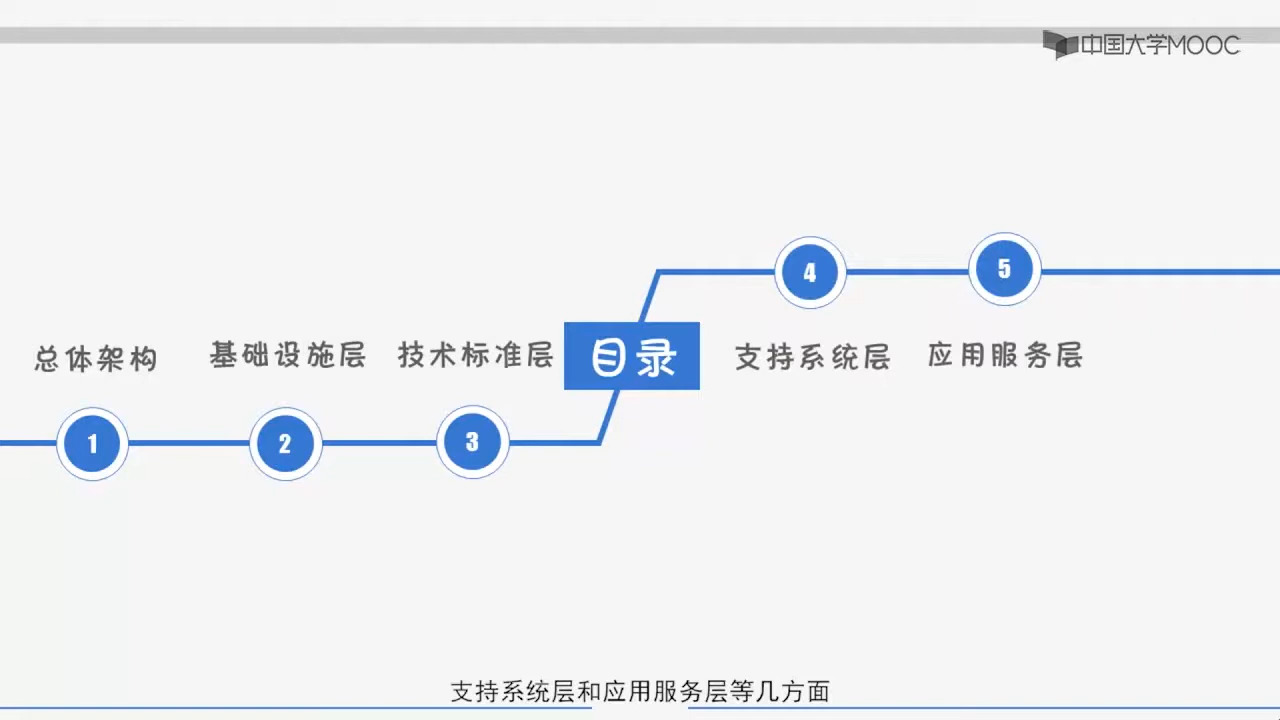 中国大学MOOC
4
5
总体架构
基础设施层
技术标准层
目录
支持系统层
应用服务层
1
2
3
支持系统层和应用服务层等几方面